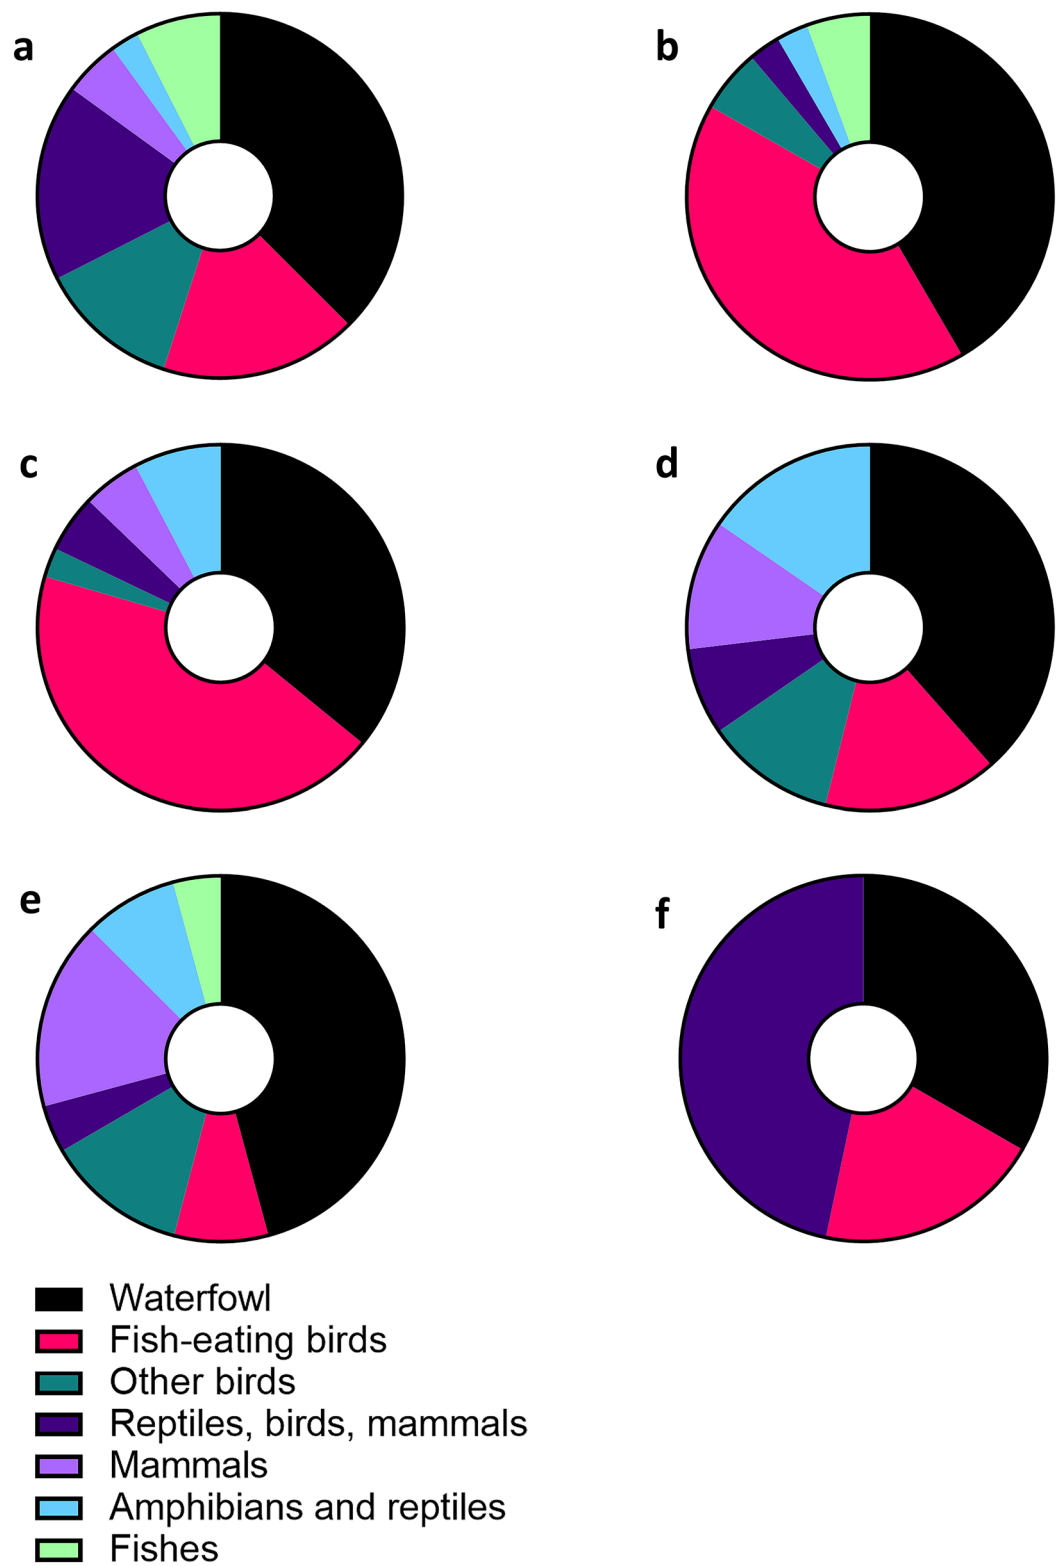 a
b
c
d
e
f
Waterfowl
Fish-eating birds
Other birds
Reptiles, birds, mammals
Mammals
Amphibians and reptiles
Fishes